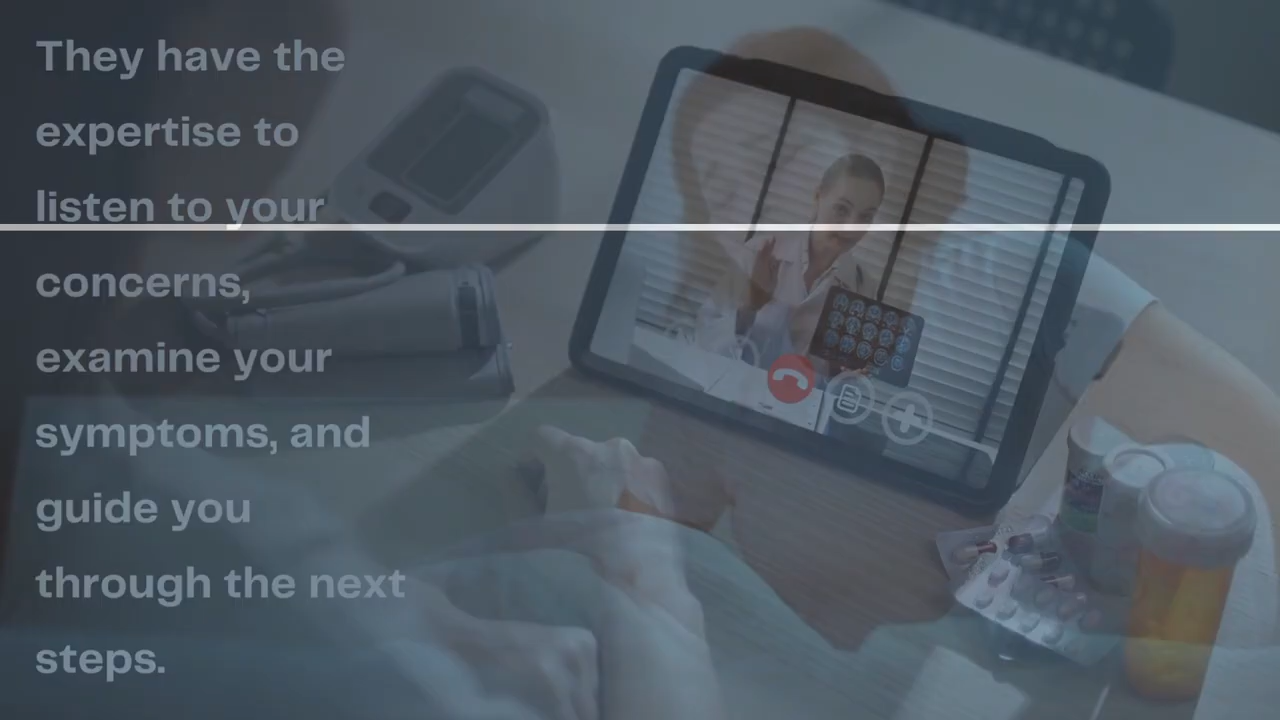 They have the
expertise to
listen to your
concerns,
examine your
symptoms, and
guide you
through the next
steps.